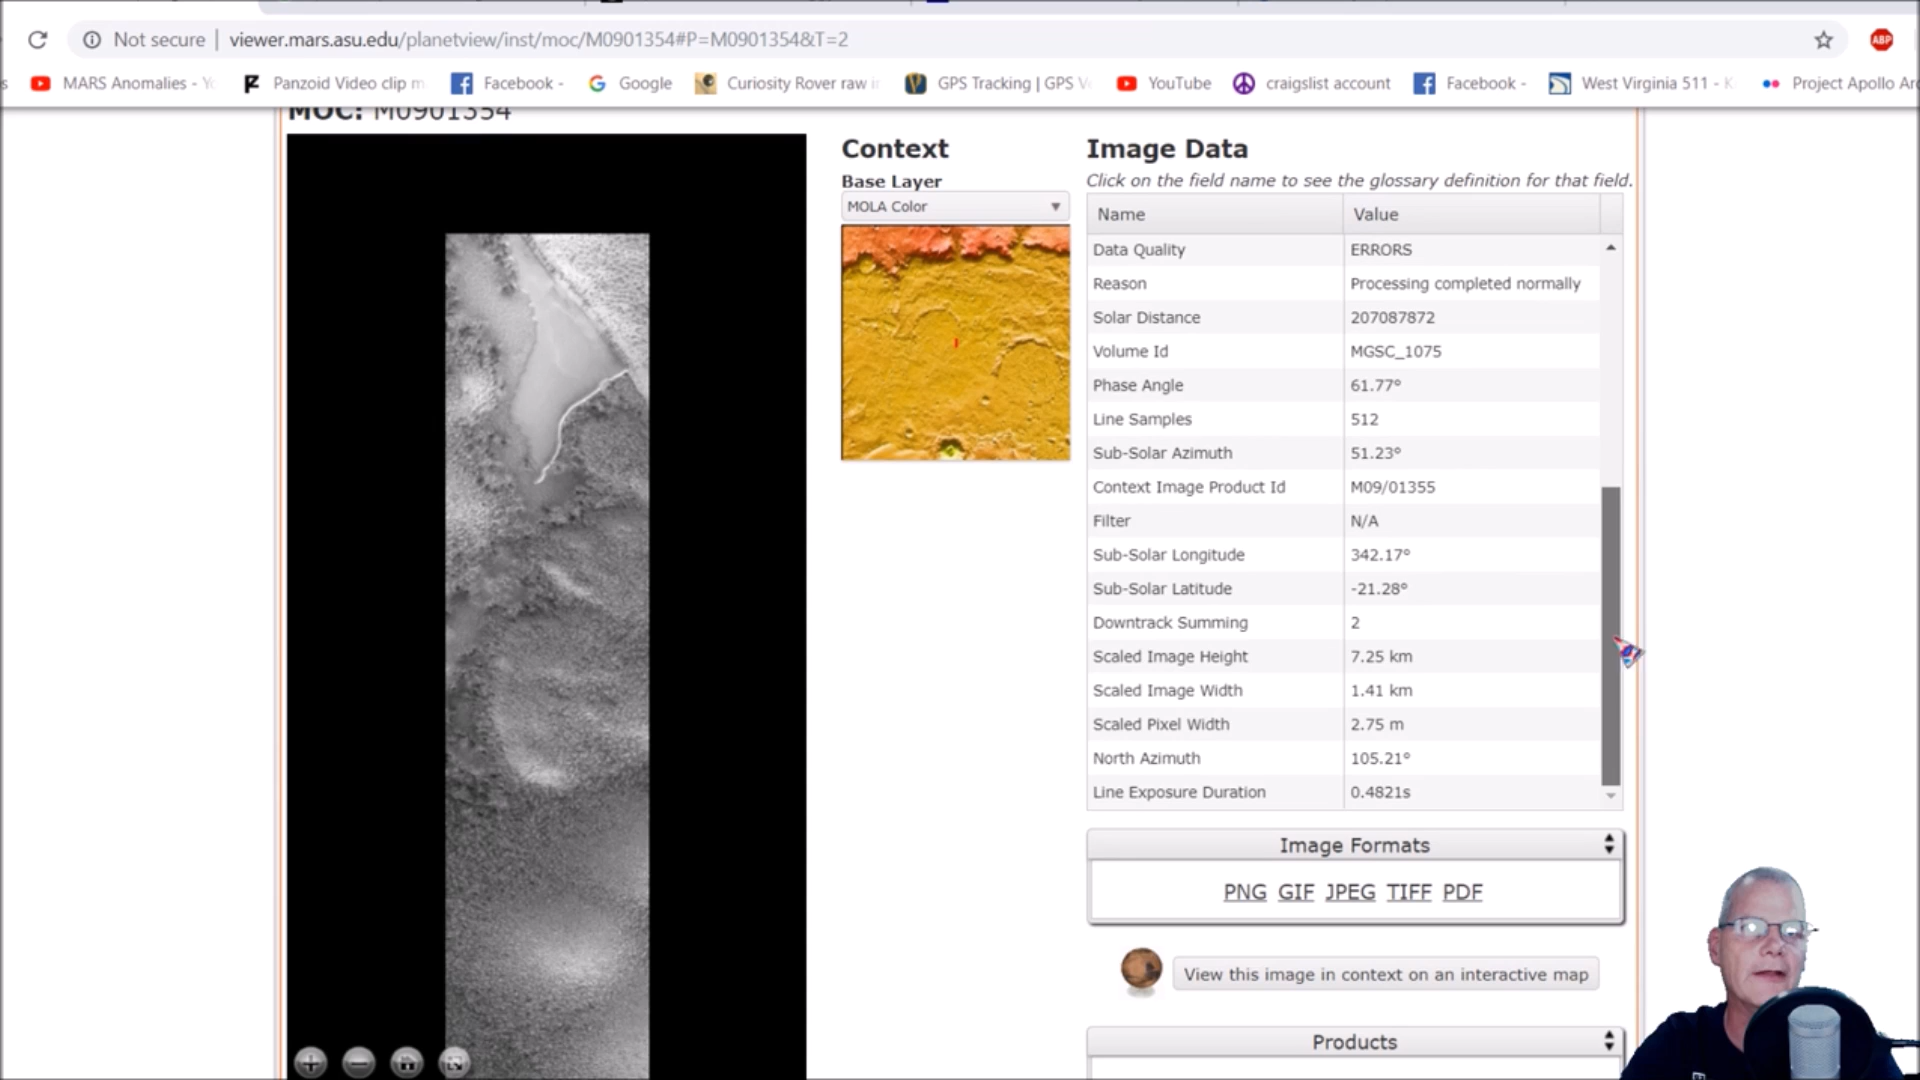 Not secure | viewer.mars.asu.edu/planetview/inst/moc/M0901354#P=M0901354&T=2 ABP
s MARS Anomalies - Y Panzoid Video clip m Facebook - Google Curiosity Rover raw i GPS Tracking | GPS V YouTube craigslist account Facebook - West Virginia 511 - K Project Apollo Ar
MOC: M0901354
Context
Base Layer
MOLA Color
Image Data
Click on the field name to see the glossary definition for that field.
Name Value
Data Quality ERRORS
Reason Processing completed normally
Solar Distance 207087872
Volume Id MGSC_1075
Phase Angle 61.77°
Line Samples 512
Sub-Solar Azimuth 51.23°
Context Image Product Id M09/01355
Filter N/A
Sub-Solar Longitude 342.17°
Sub-Solar Latitude -21.28°
Downtrack Summing 2
Scaled Image Height 7.25 km
Scaled Image Width 1.41 km
Scaled Pixel Width 2.75 m
North Azimuth 105.21°
Line Exposure Duration 0.4821s
Image Formats
PNG GIF JPEG TIFF PDF
View this image in context on an interactive map
Products